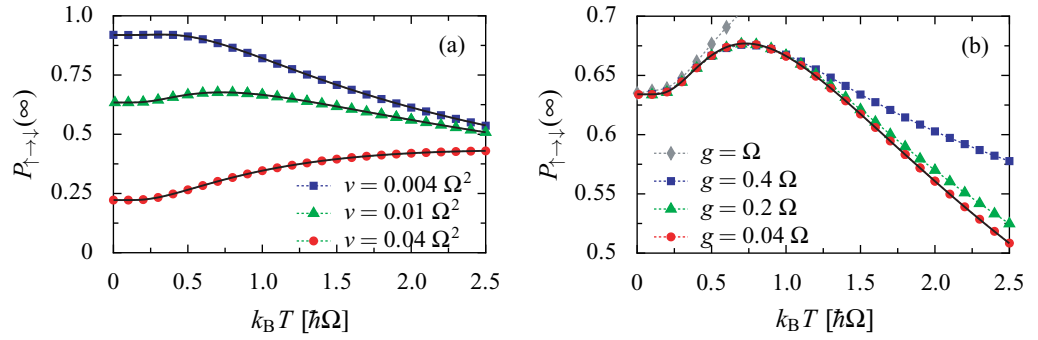 1.0
0.75
0.5
0.25
0
P↑→↓(∞)
(a)
v = 0.004 Ω²
v = 0.01 Ω²
v = 0.04 Ω²
0 0.5 1.0 1.5 2.0 2.5
k_B T [ℏΩ]
0.7
0.65
0.6
0.55
0.5
P↑→↓(∞)
(b)
g = Ω
g = 0.4 Ω
g = 0.2 Ω
g = 0.04 Ω
0 0.5 1.0 1.5 2.0 2.5
k_B T [ℏΩ]